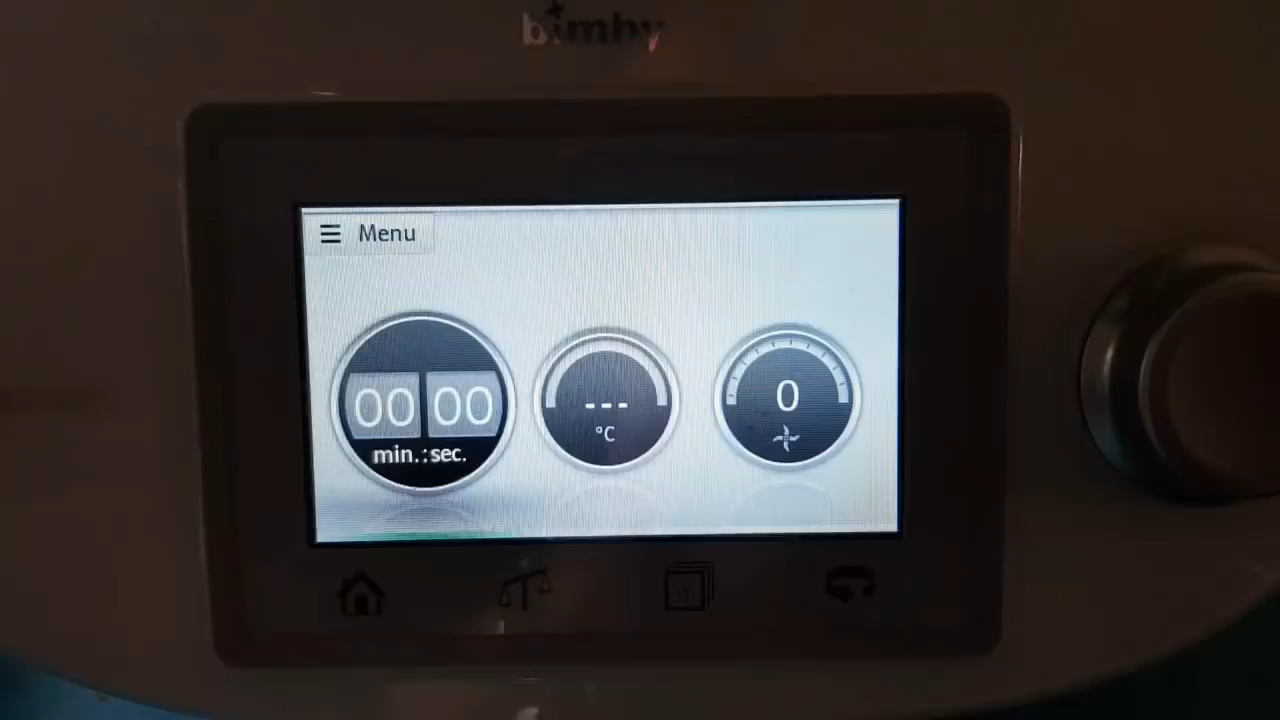 bimby
☰ Menu
00 00
min.:sec.
---
°C
0